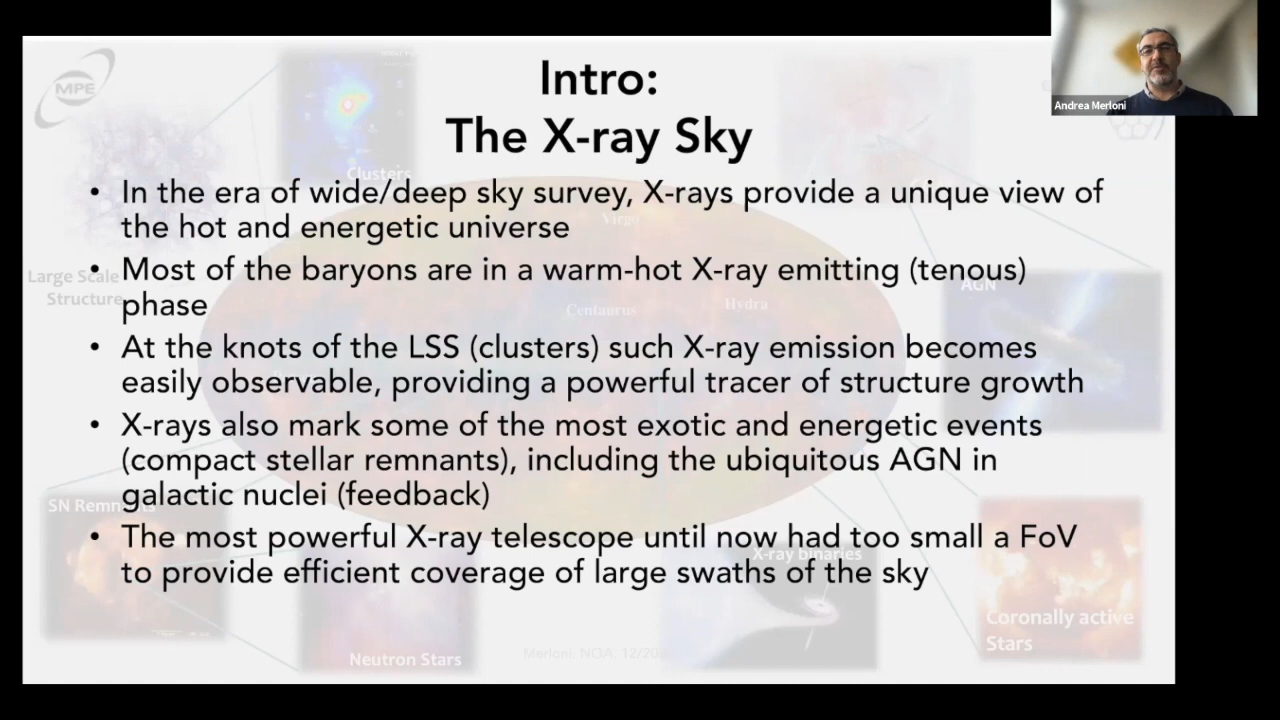 MPE
Intro:
The X-ray Sky
Andrea Merloni
Clusters
• In the era of wide/deep sky survey, X-rays provide a unique view of
the hot and energetic universe
Virgo
• Most of the baryons are in a warm-hot X-ray emitting (tenous)
phase
Large Scale
Structure
AGN
Centaurus
Hydra
• At the knots of the LSS (clusters) such X-ray emission becomes
easily observable, providing a powerful tracer of structure growth
• X-rays also mark some of the most exotic and energetic events
(compact stellar remnants), including the ubiquitous AGN in
galactic nuclei (feedback)
SN Remnants
• The most powerful X-ray telescope until now had too small a FoV
to provide efficient coverage of large swaths of the sky
X-ray binaries
Coronally active
Stars
Neutron Stars
Merloni, NOA, 12/20